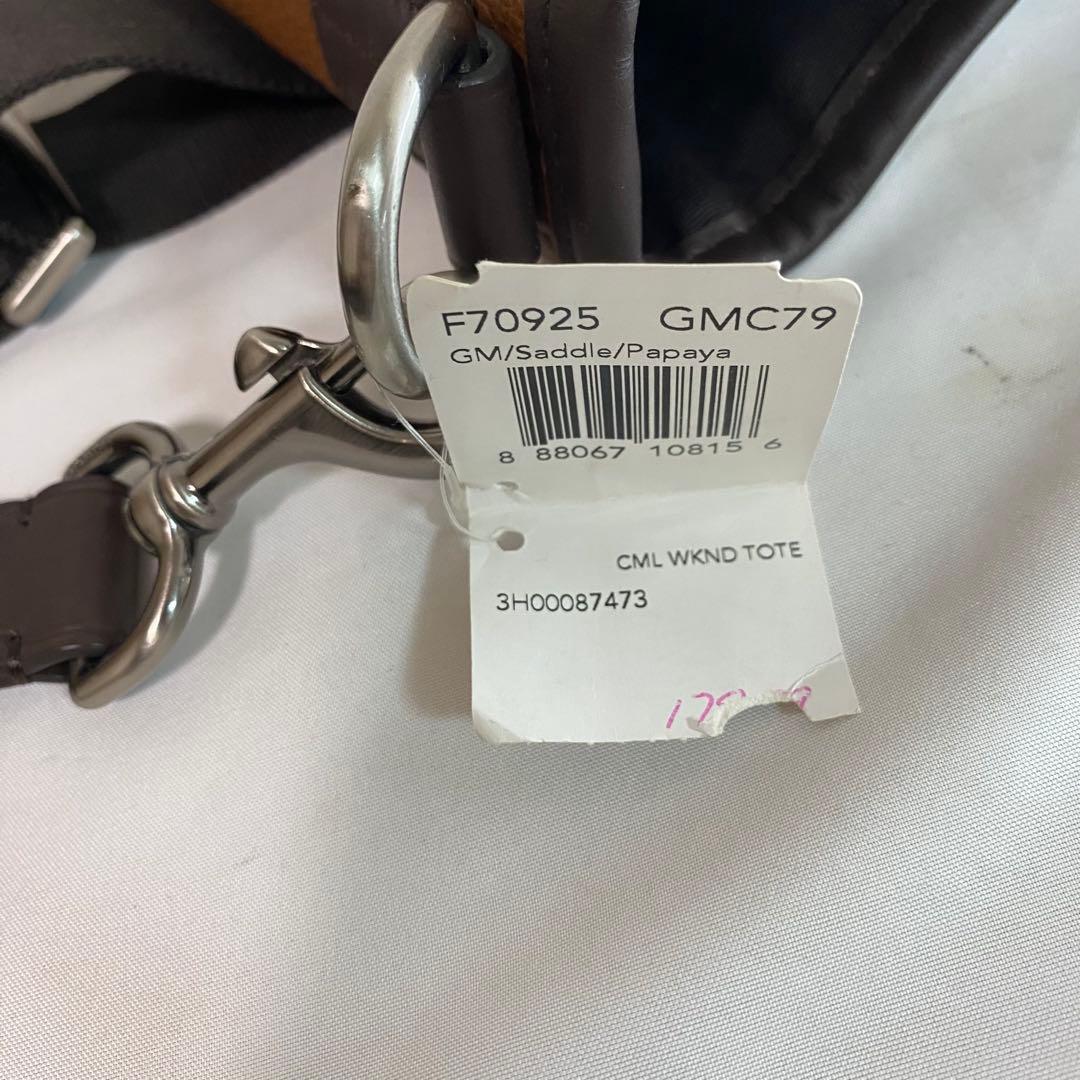 F70925 GMC79
GM/Saddle/Papaya
8 88067 10815 6
CML WKND TOTE
3H00087473